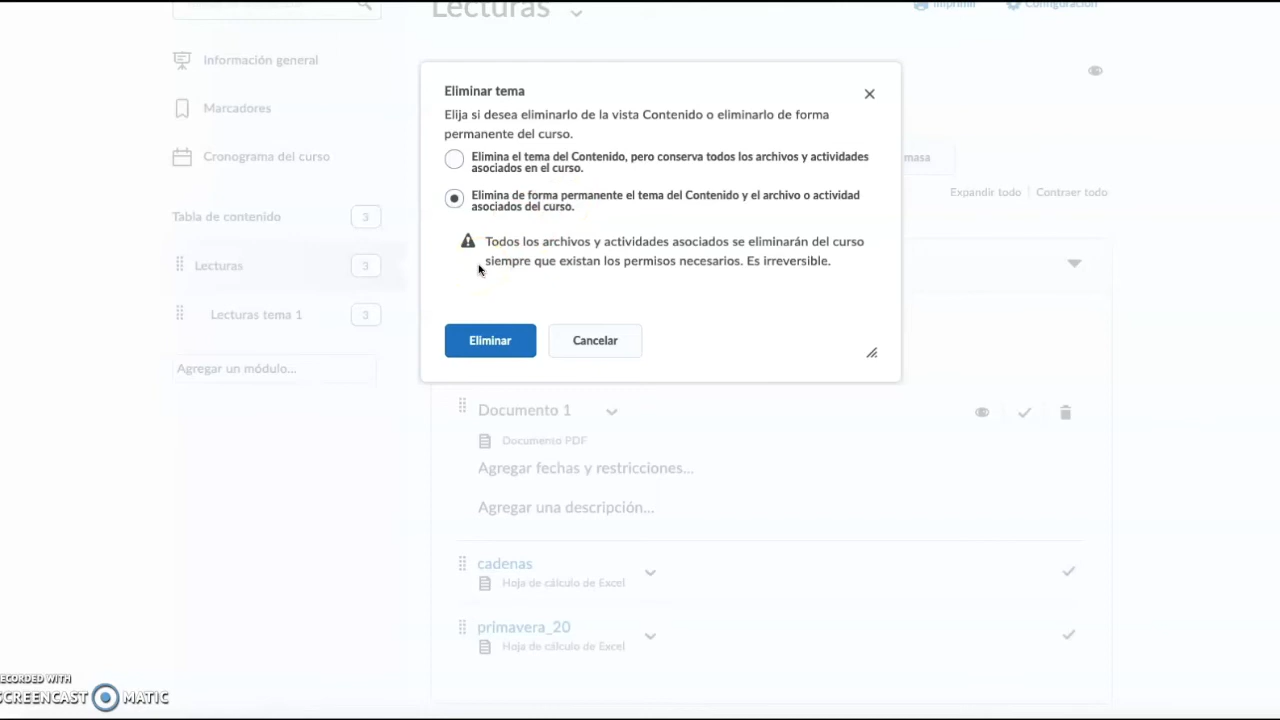 Lecturas
Imprimir
Configuración
Información general
Marcadores
Cronograma del curso
Tabla de contenido 3
Lecturas 3
Lecturas tema 1 3
Agregar un módulo...
Eliminar tema
Elija si desea eliminarlo de la vista Contenido o eliminarlo de forma
permanente del curso.
Elimina el tema del Contenido, pero conserva todos los archivos y actividades
asociados en el curso.
Elimina de forma permanente el tema del Contenido y el archivo o actividad
asociados del curso.
Todos los archivos y actividades asociados se eliminarán del curso
siempre que existan los permisos necesarios. Es irreversible.
Eliminar Cancelar
masa
Expandir todo Contraer todo
Documento 1
Documento PDF
Agregar fechas y restricciones...
Agregar una descripción...
cadenas
Hoja de cálculo de Excel
primavera_20
Hoja de cálculo de Excel
RECORDED WITH
SCREENCAST MATIC